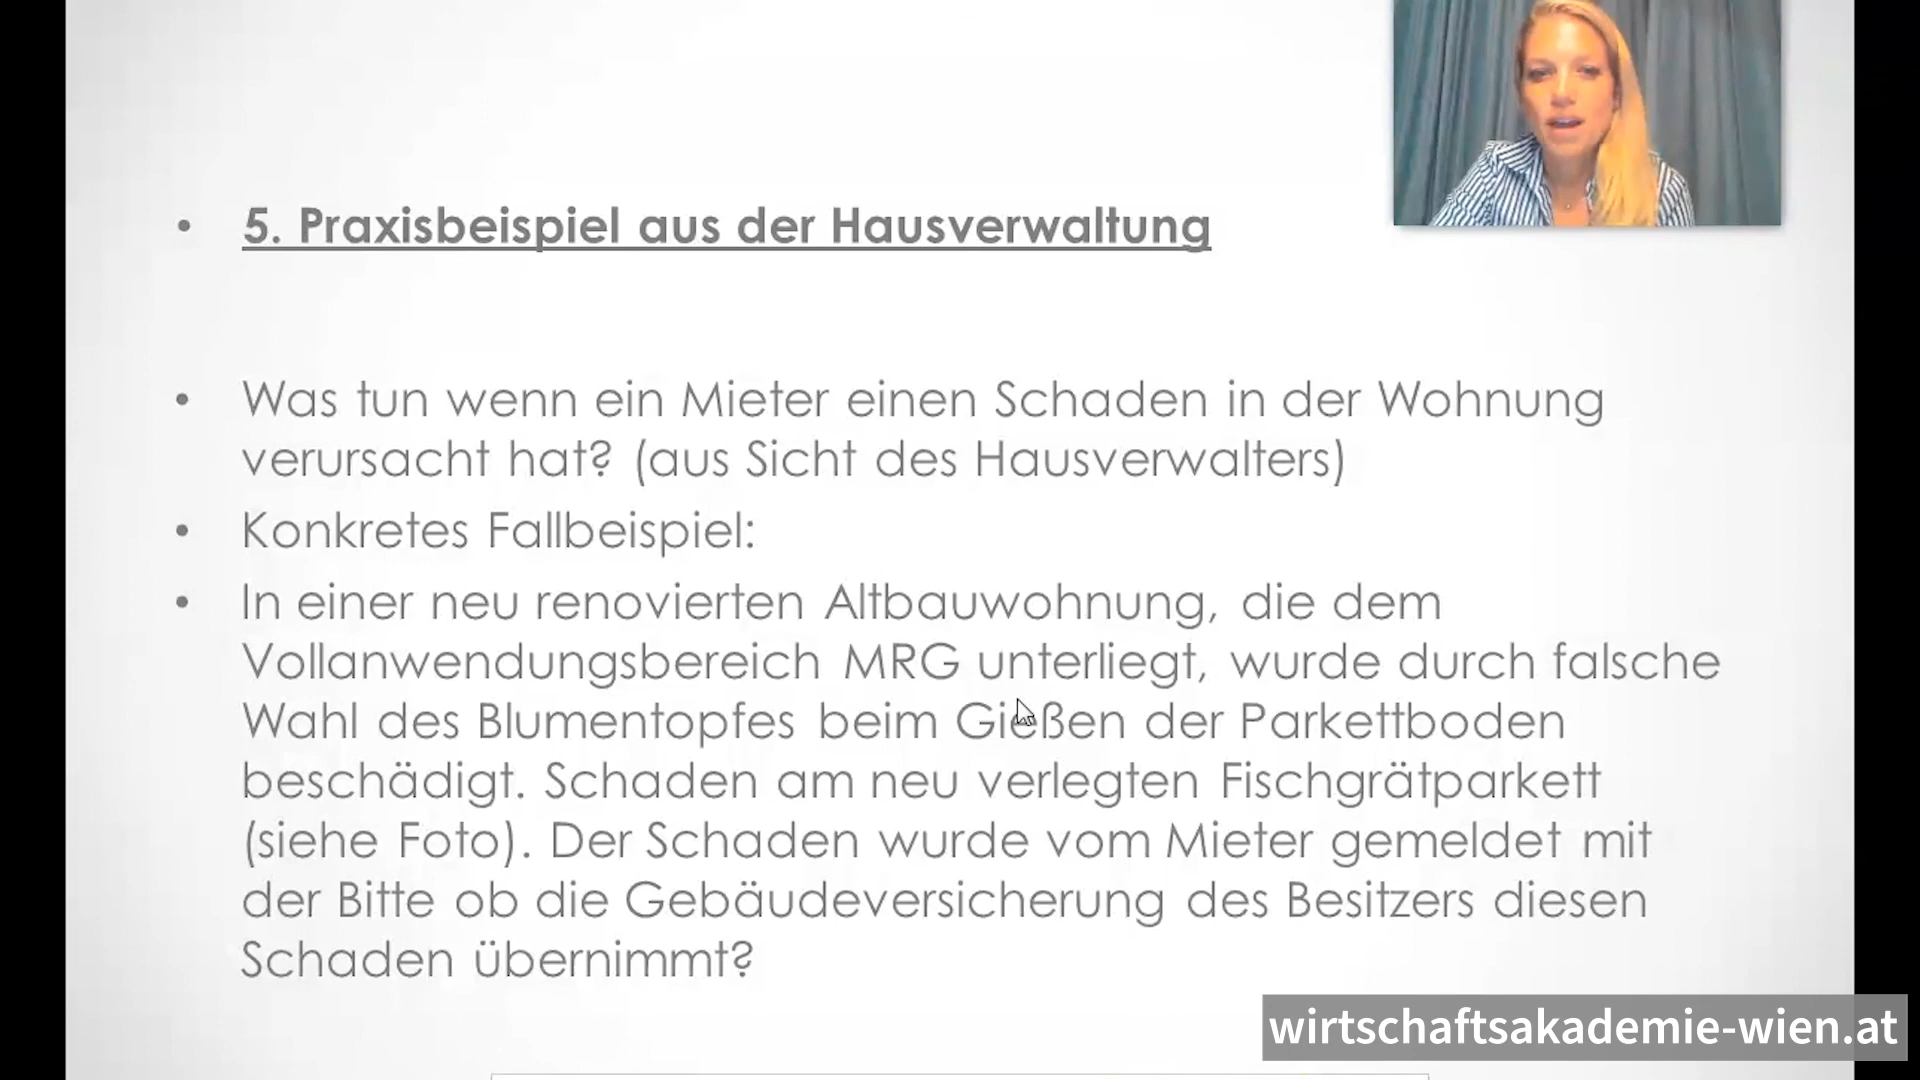 • 5. Praxisbeispiel aus der Hausverwaltung
• Was tun wenn ein Mieter einen Schaden in der Wohnung
verursacht hat? (aus Sicht des Hausverwalters)
• Konkretes Fallbeispiel:
• In einer neu renovierten Altbauwohnung, die dem
Vollanwendungsbereich MRG unterliegt, wurde durch falsche
Wahl des Blumentopfes beim Gießen der Parkettboden
beschädigt. Schaden am neu verlegten Fischgrätparkett
(siehe Foto). Der Schaden wurde vom Mieter gemeldet mit
der Bitte ob die Gebäudeversicherung des Besitzers diesen
Schaden übernimmt?
wirtschaftsakademie-wien.at